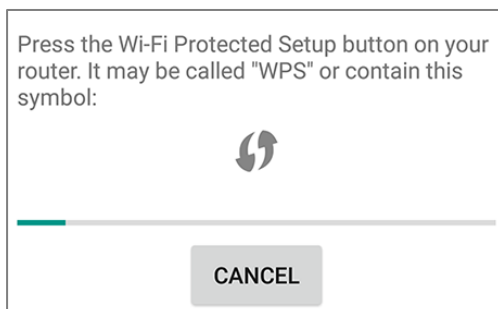 Press the Wi-Fi Protected Setup button on your
router. It may be called "WPS" or contain this
symbol:
CANCEL